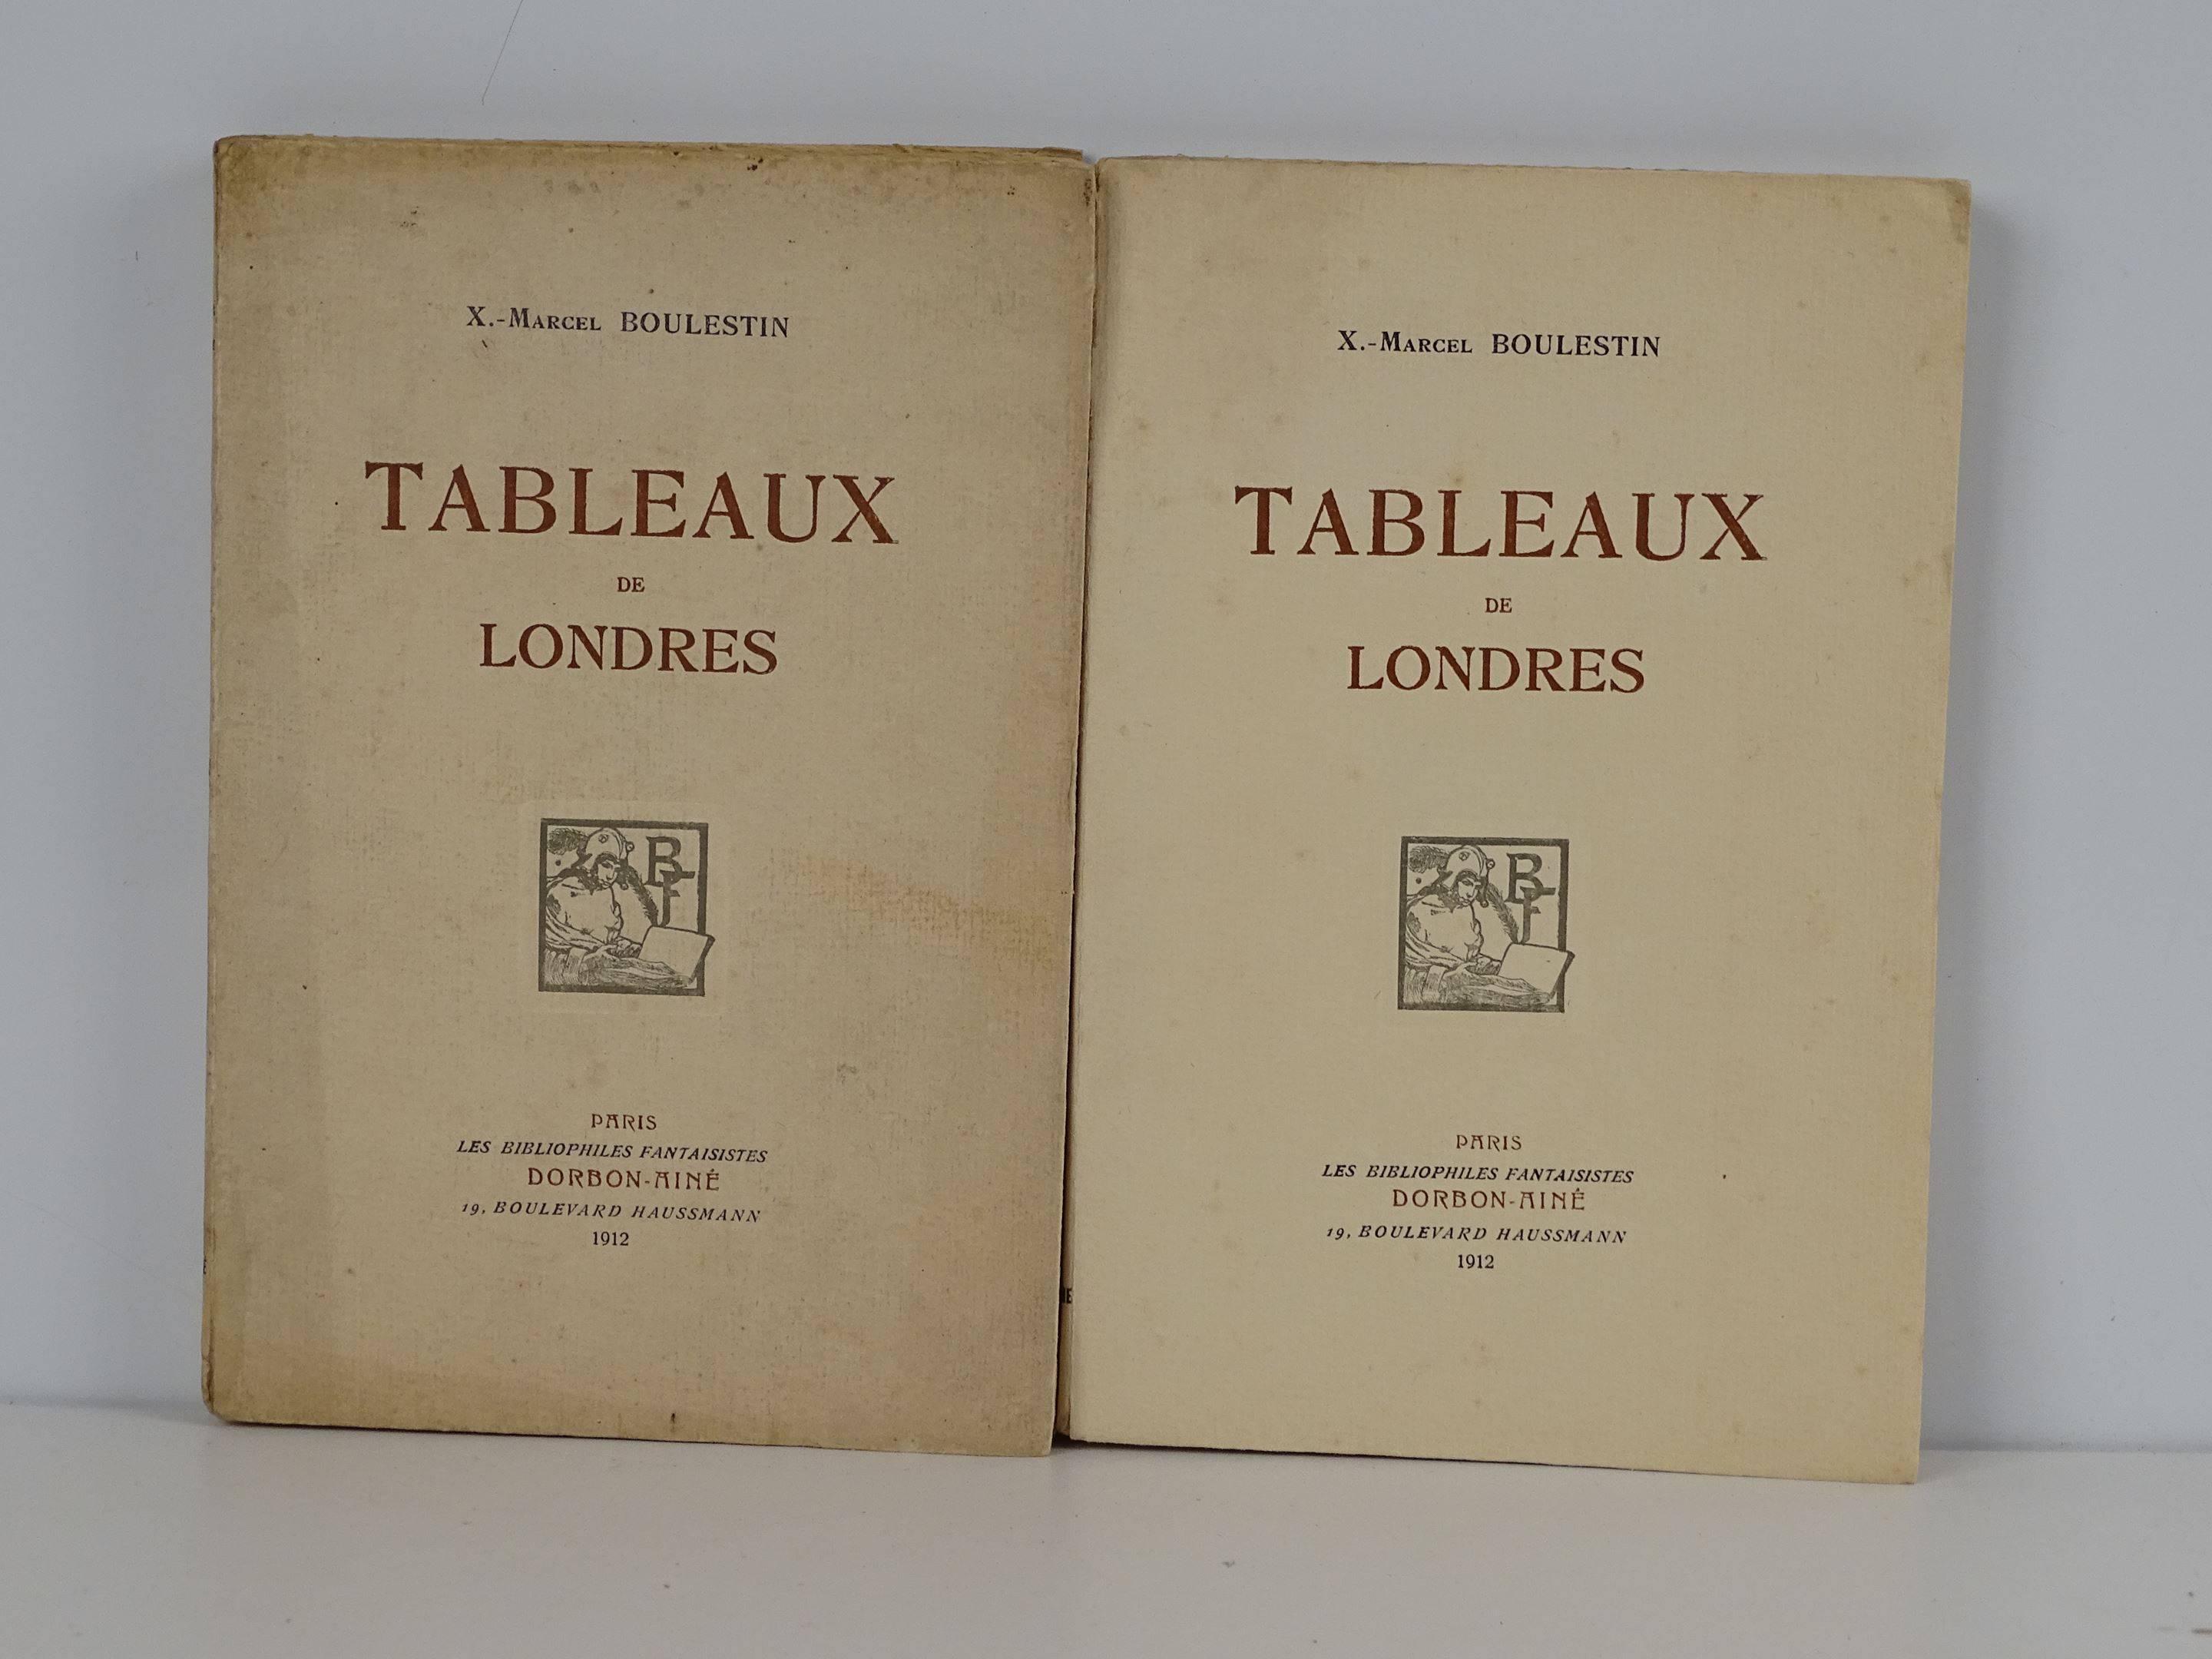 X.-Marcel BOULESTIN
TABLEAUX
DE
LONDRES
BF
PARIS
LES BIBLIOPHILES FANTAISISTES
DORBON-AINÉ
19, BOULEVARD HAUSSMANN
1912
X.-Marcel BOULESTIN
TABLEAUX
DE
LONDRES
BF
PARIS
LES BIBLIOPHILES FANTAISISTES
DORBON-AINÉ
19, BOULEVARD HAUSSMANN
1912